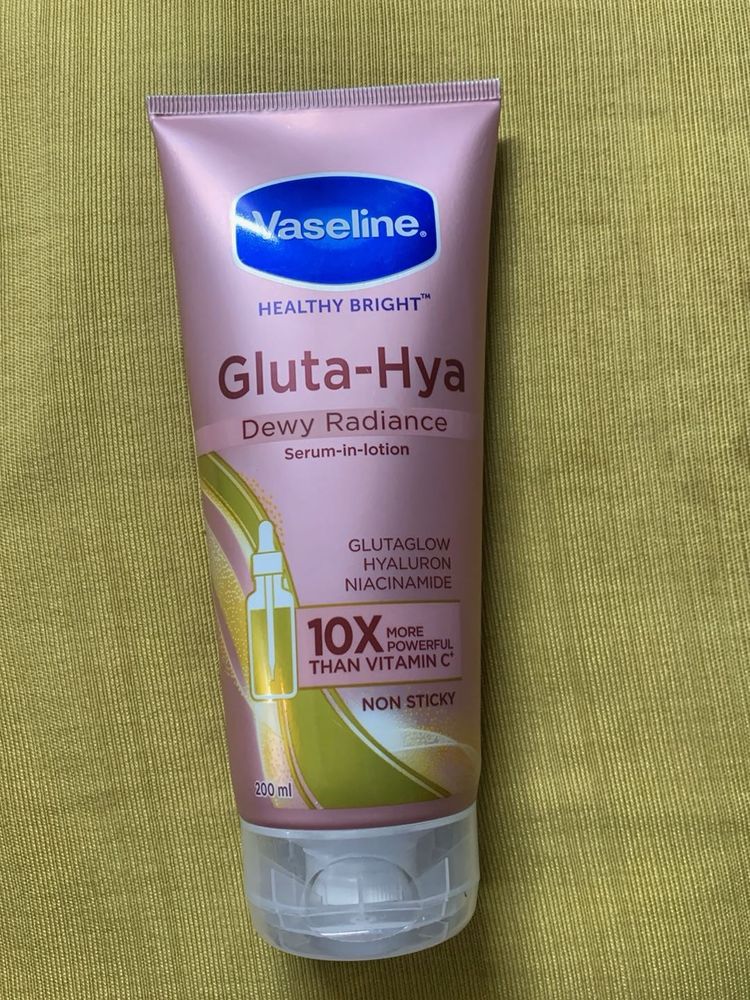 Vaseline®
HEALTHY BRIGHT™
Gluta-Hya
Dewy Radiance
Serum-in-lotion
GLUTAGLOW
HYALURON
NIACINAMIDE
10X MORE
POWERFUL
THAN VITAMIN C⁺
NON STICKY
200 ml